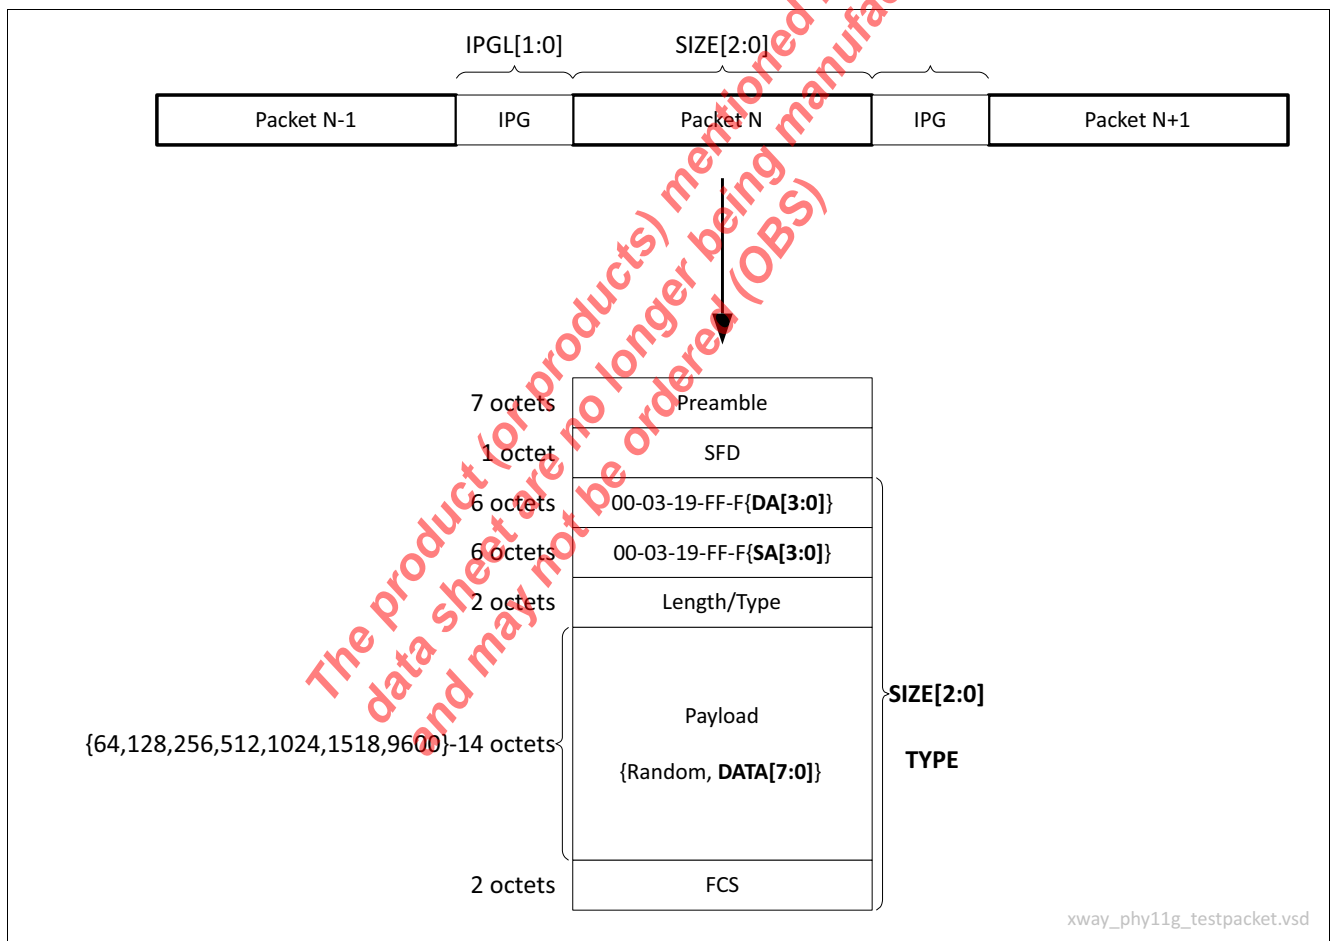 IPGL[1:0] SIZE[2:0]
Packet N-1 IPG Packet N IPG Packet N+1
7 octets Preamble
1 octet SFD
6 octets 00-03-19-FF-F{DA[3:0]}
6 octets 00-03-19-FF-F{SA[3:0]}
2 octets Length/Type
{64,128,256,512,1024,1518,9600}-14 octets
Payload
{Random, DATA[7:0]}
SIZE[2:0]
TYPE
2 octets FCS
xway_phy11g_testpacket.vsd
The product (or products) mentioned
data sheet are no longer being
and may not be ordered (OBS)